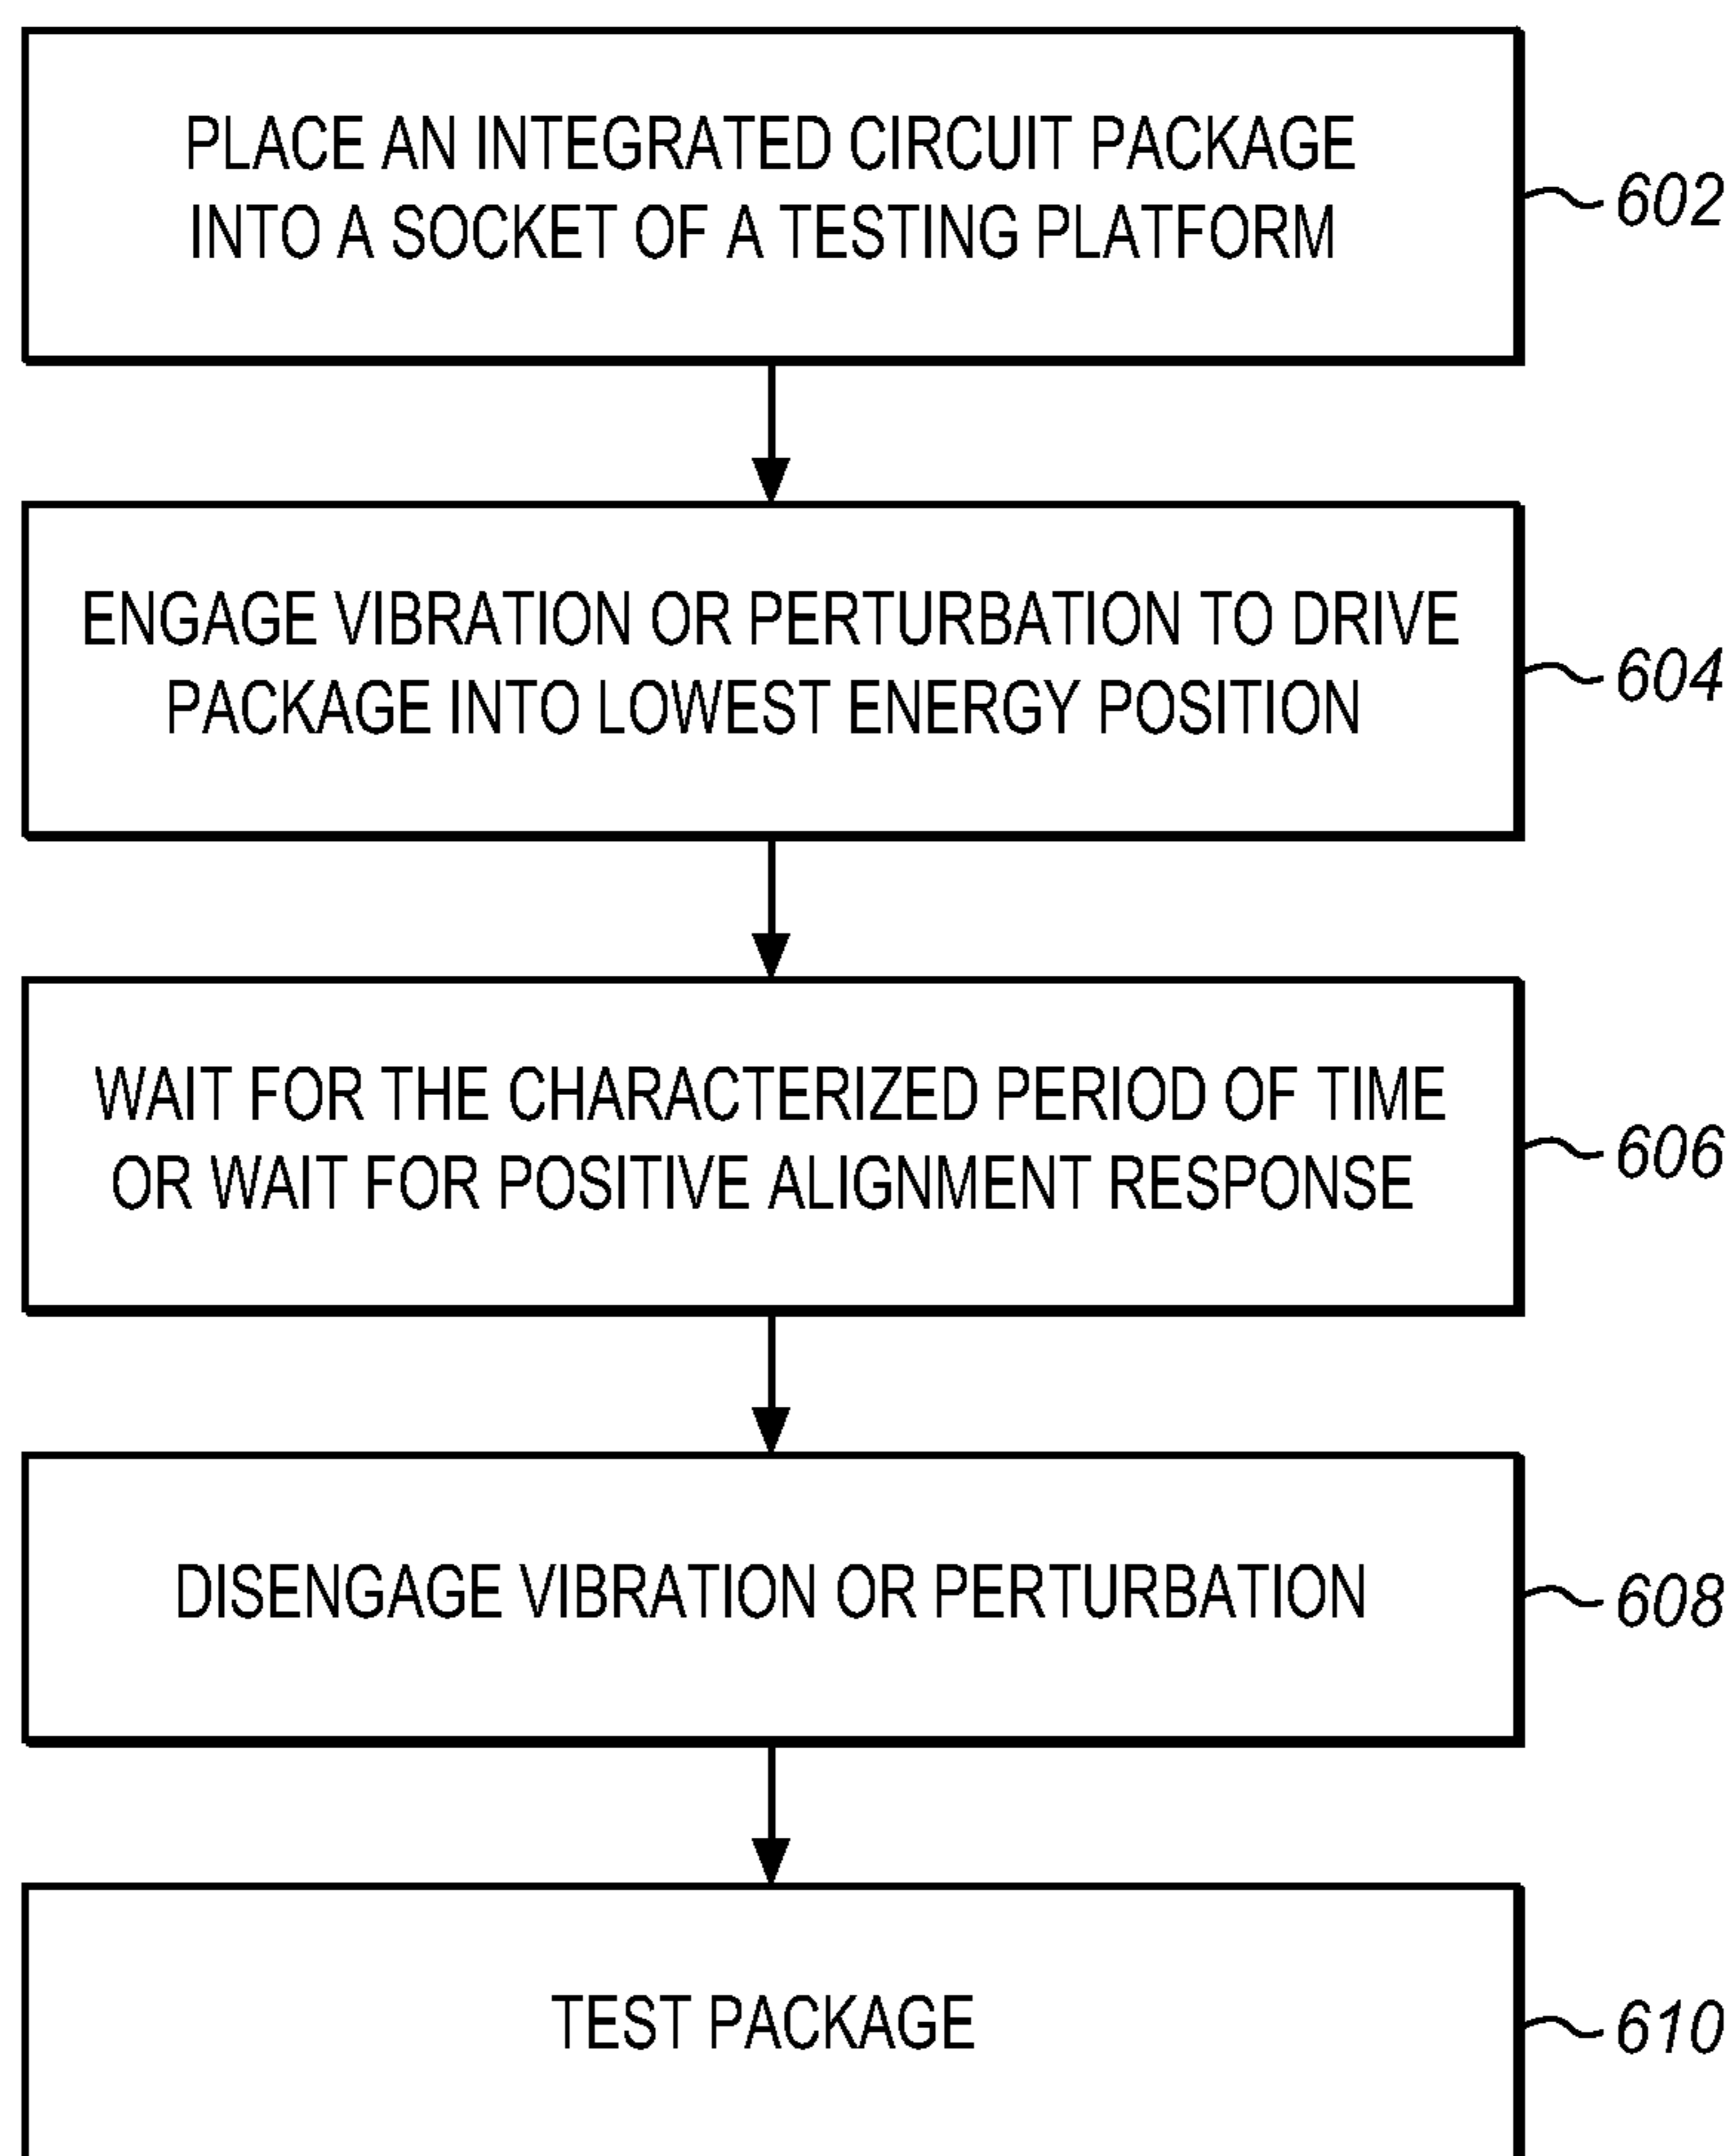 PLACE AN INTEGRATED CIRCUIT PACKAGE
INTO A SOCKET OF A TESTING PLATFORM
602
ENGAGE VIBRATION OR PERTURBATION TO DRIVE
PACKAGE INTO LOWEST ENERGY POSITION
604
WAIT FOR THE CHARACTERIZED PERIOD OF TIME
OR WAIT FOR POSITIVE ALIGNMENT RESPONSE
606
DISENGAGE VIBRATION OR PERTURBATION
608
TEST PACKAGE
610